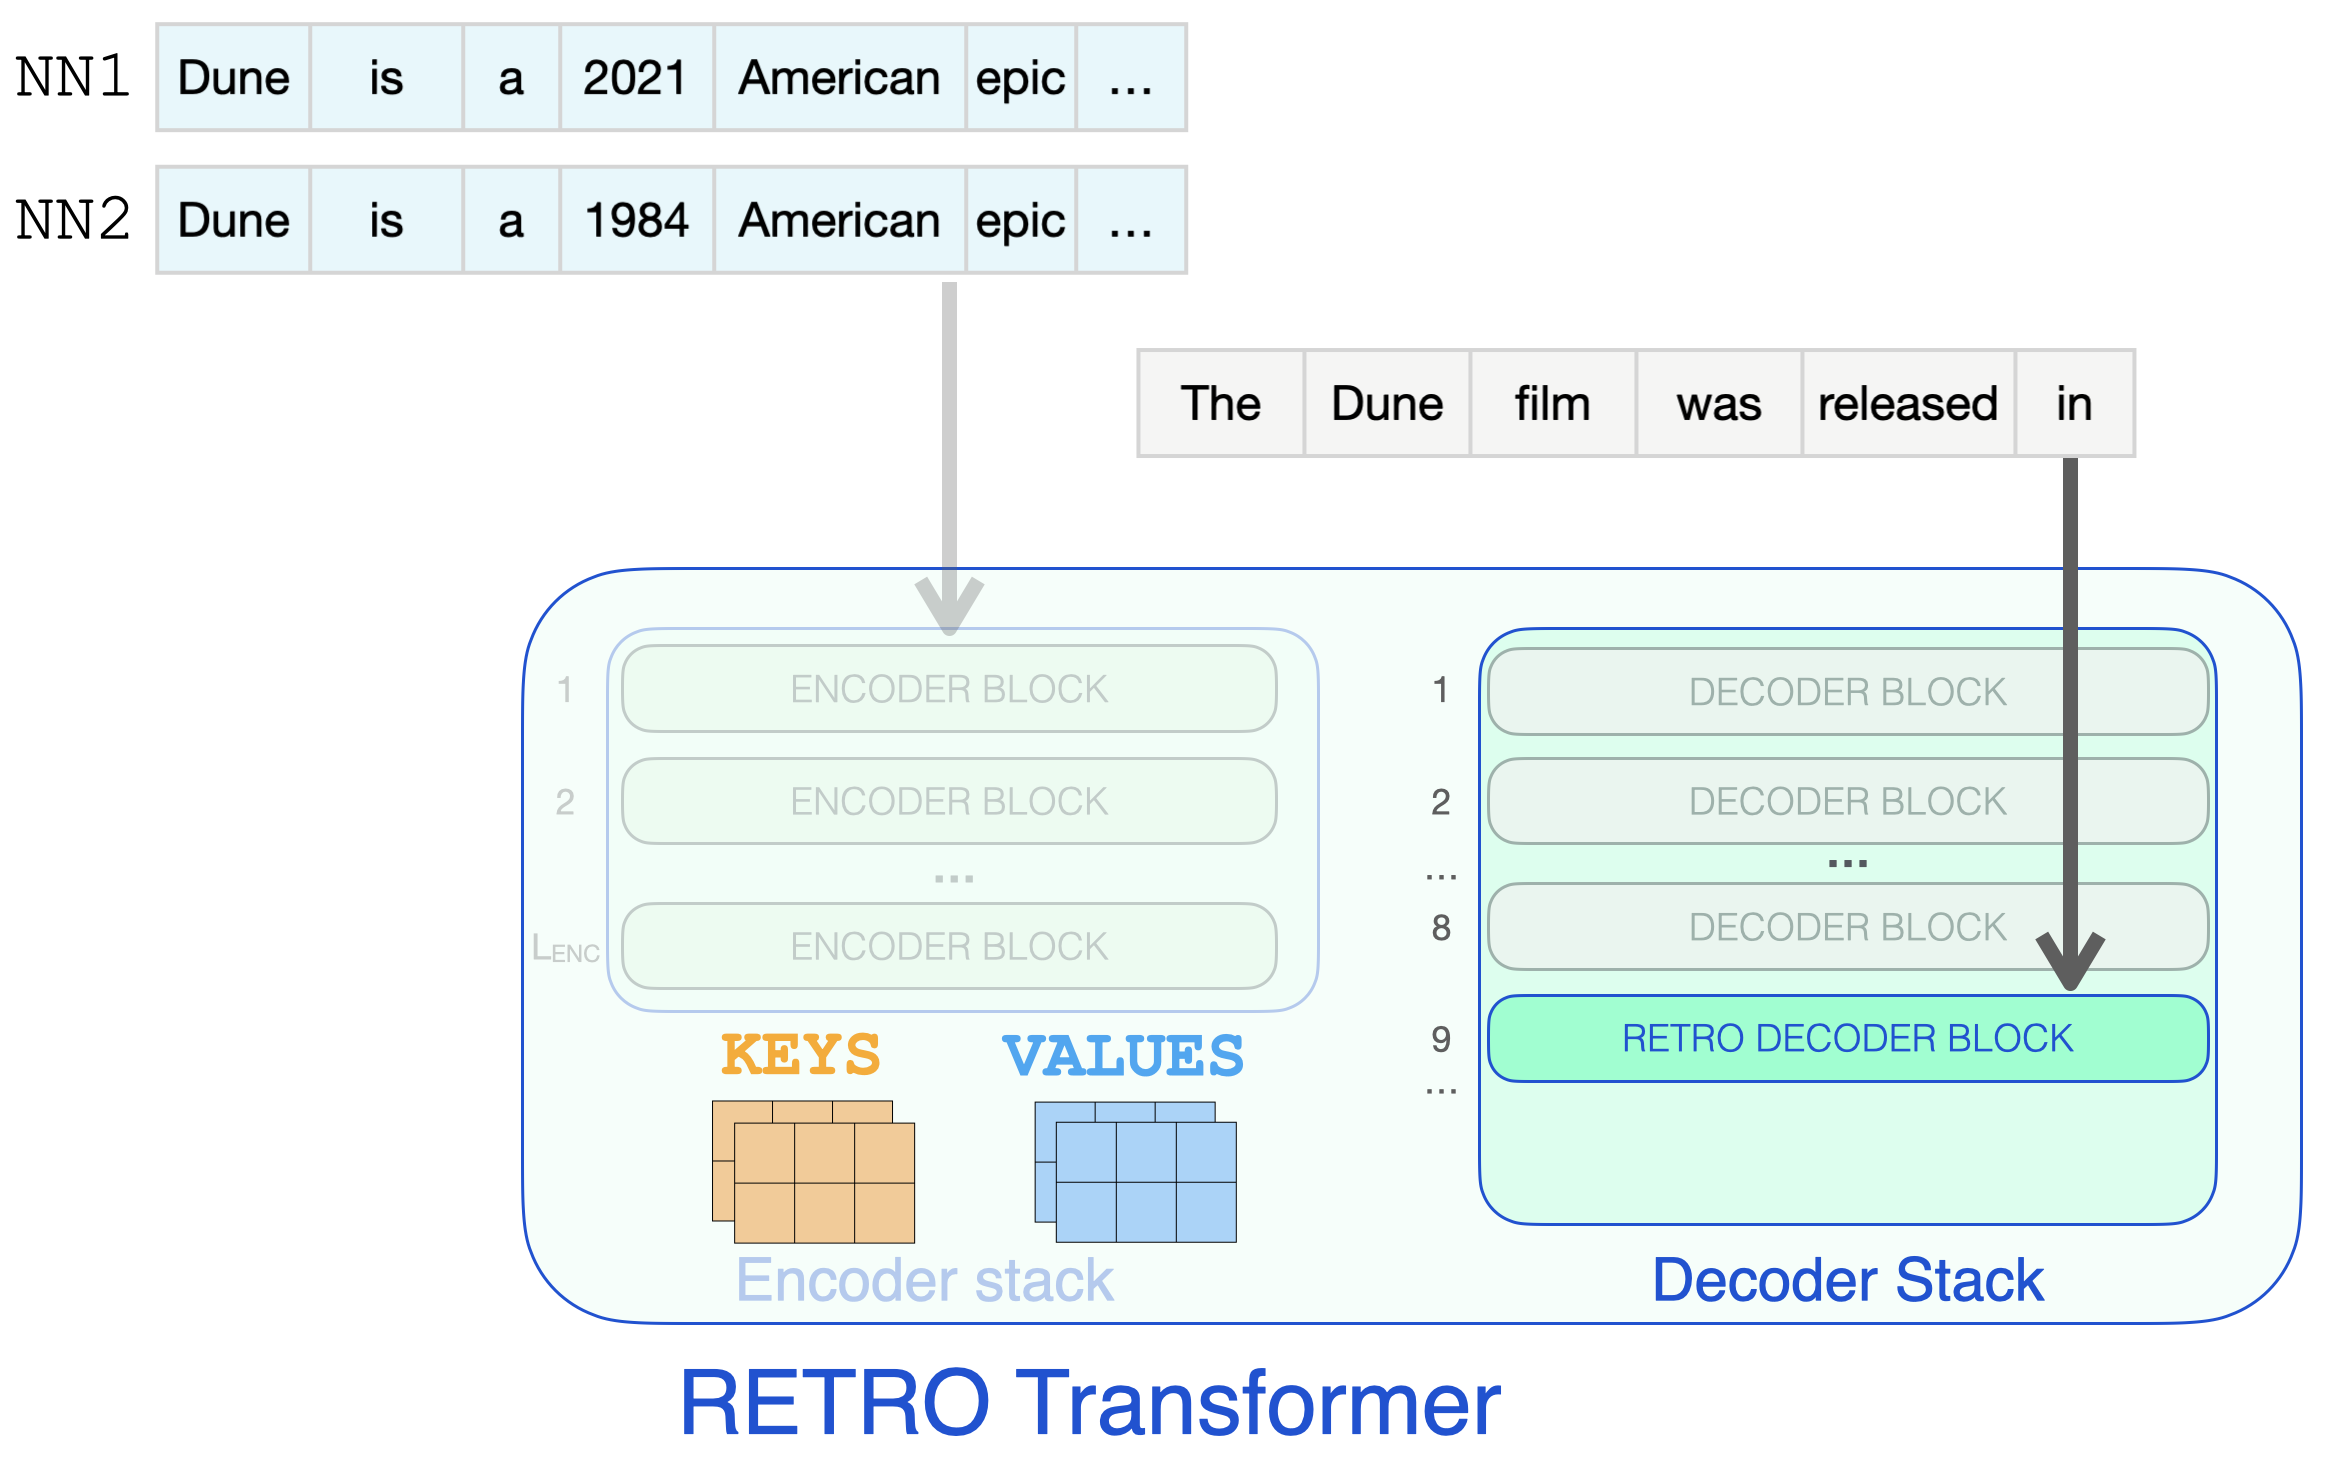 NN1 Dune is a 2021 American epic ...
NN2 Dune is a 1984 American epic ...
The Dune film was released in
1 ENCODER BLOCK
2 ENCODER BLOCK
...
LENC ENCODER BLOCK
KEYS VALUES
Encoder stack
1 DECODER BLOCK
2 DECODER BLOCK
... ...
8 DECODER BLOCK
9 RETRO DECODER BLOCK
...
Decoder Stack
RETRO Transformer